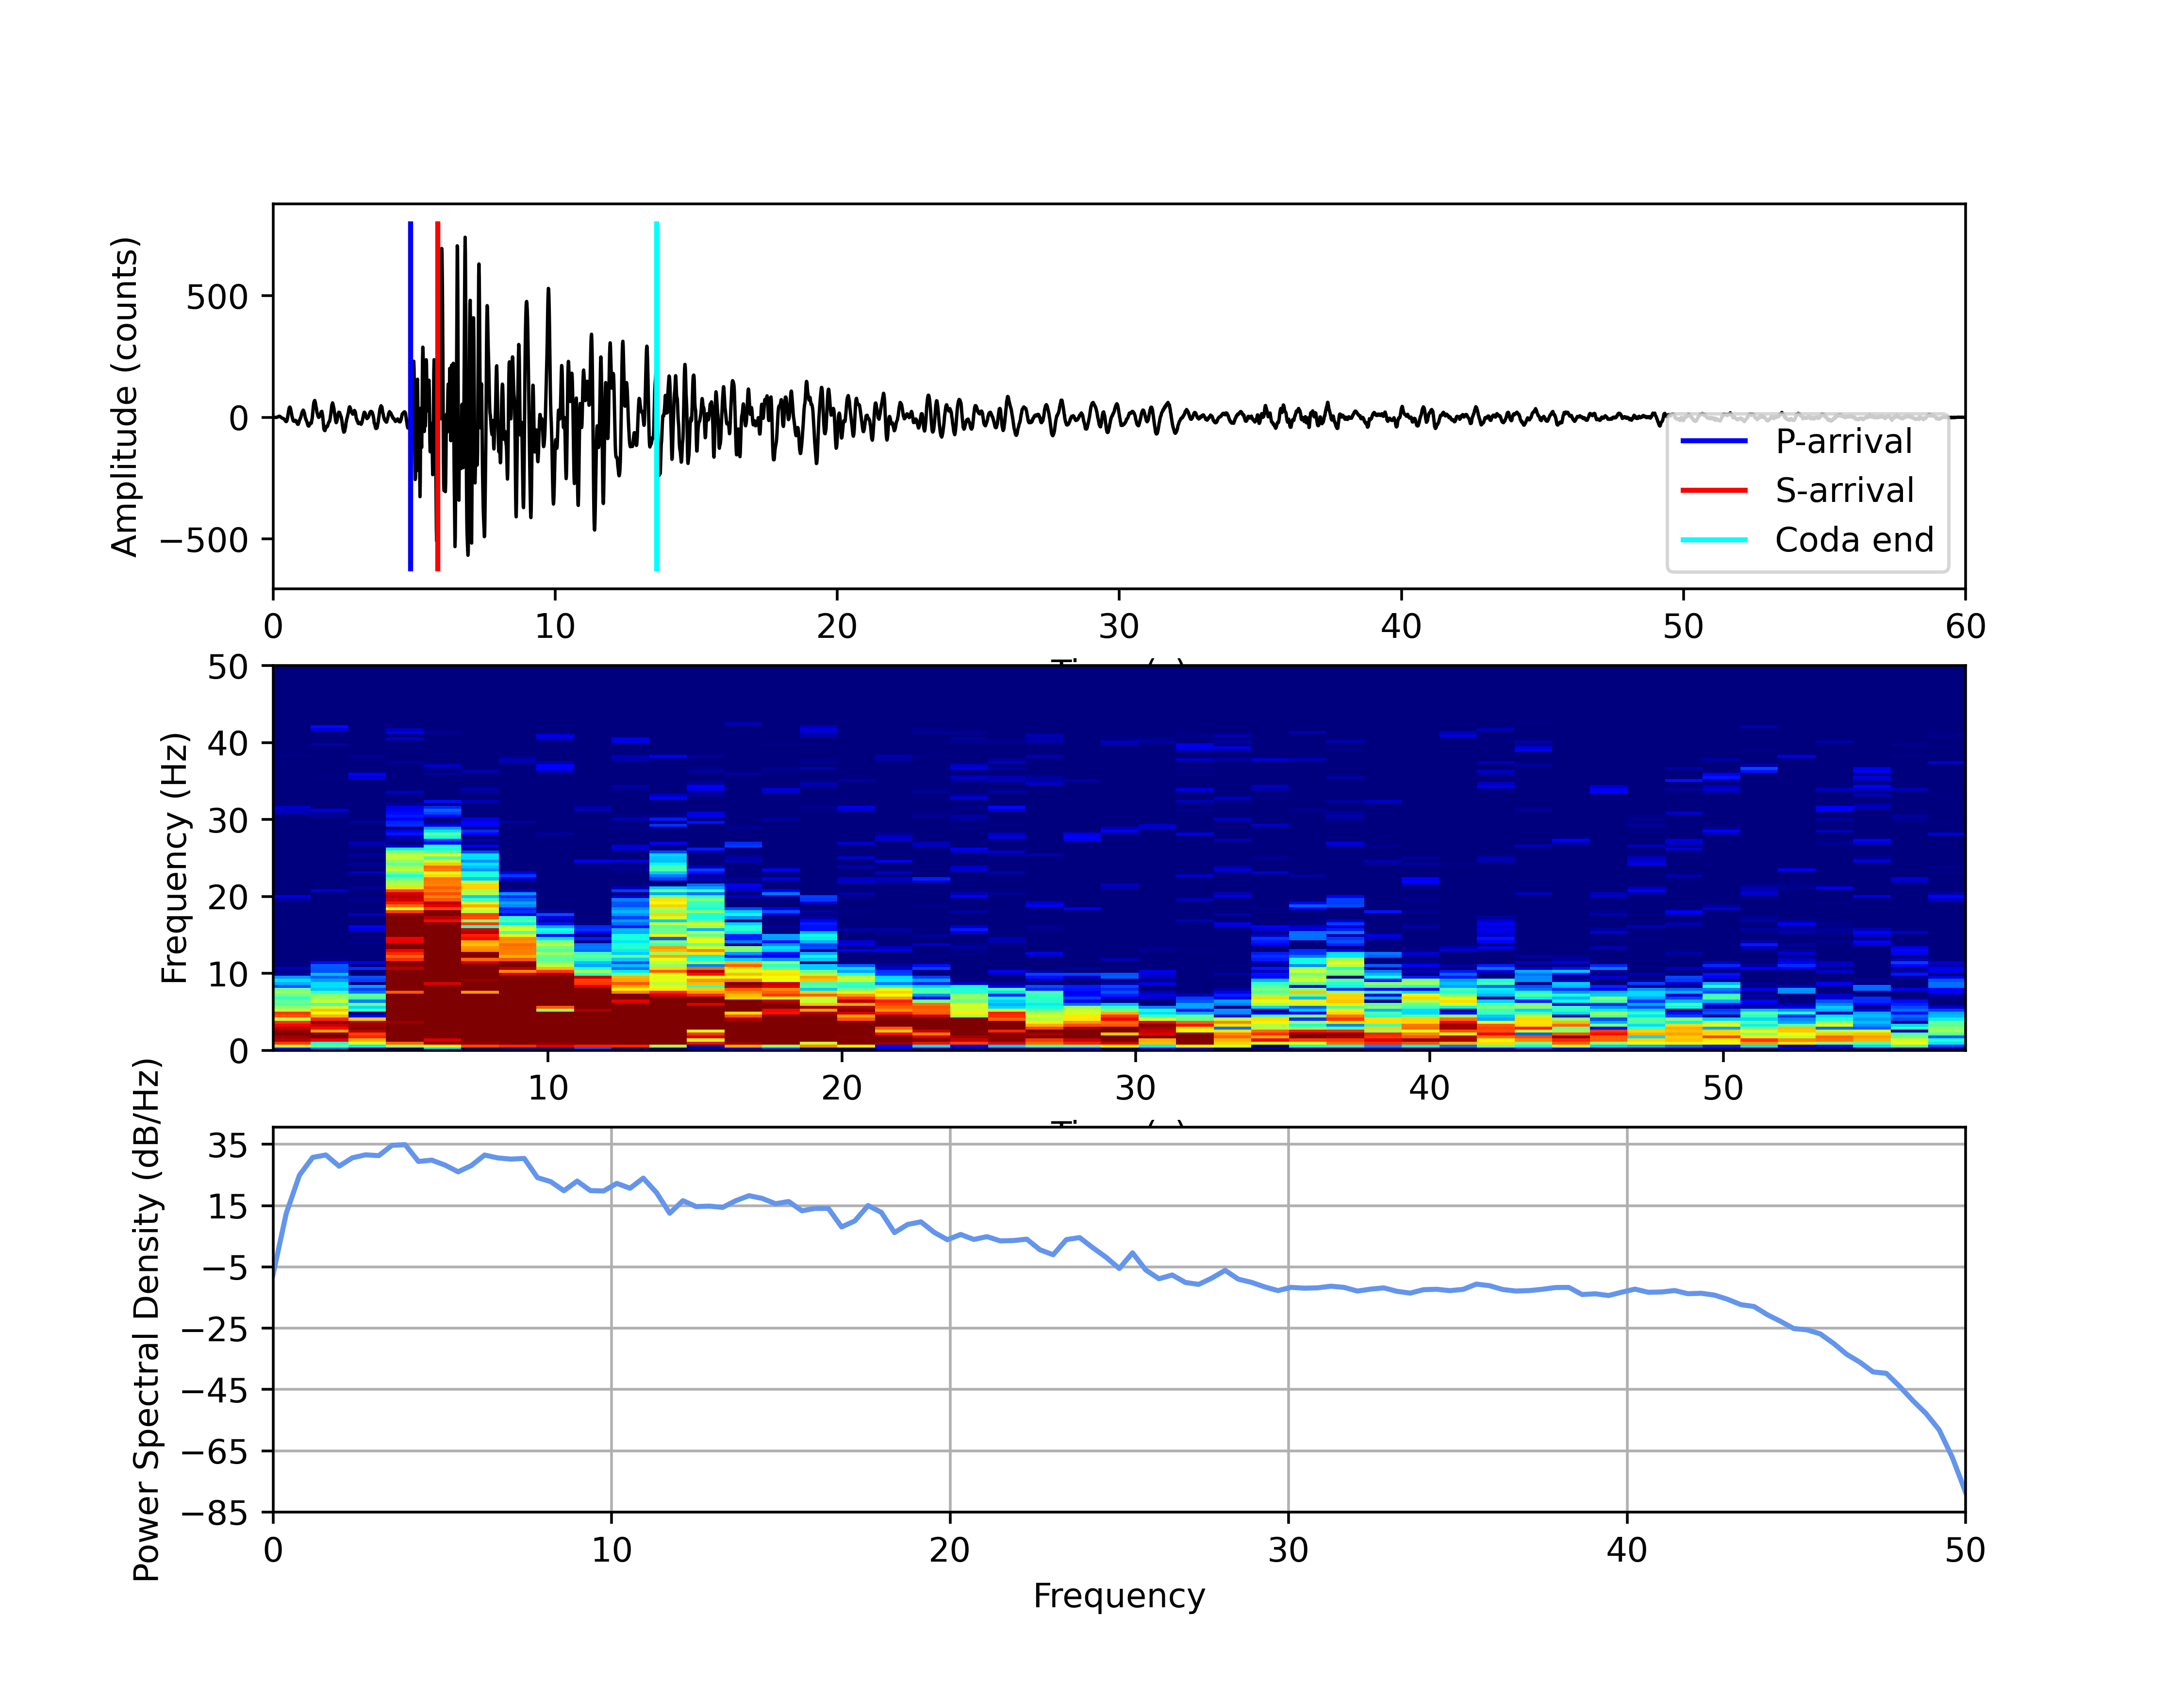 Amplitude (counts)
500
0
−500
P-arrival
S-arrival
Coda end
0 10 20 30 40 50 60
Frequency (Hz)
50
40
30
20
10
0
10 20 30 40 50
Power Spectral Density (dB/Hz)
35
15
−5
−25
−45
−65
−85
0 10 20 30 40 50
Frequency